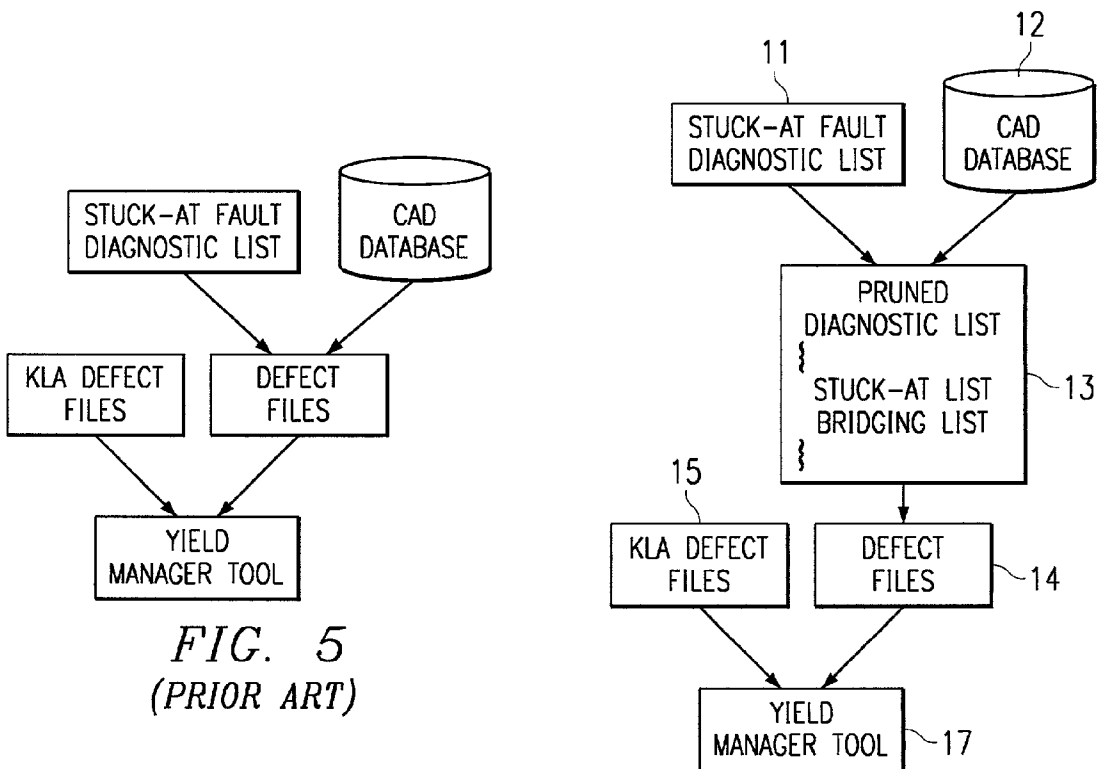 STUCK-AT FAULT
DIAGNOSTIC LIST
CAD
DATABASE
KLA DEFECT
FILES
DEFECT
FILES
YIELD
MANAGER TOOL
FIG. 5
(PRIOR ART)
11
12
STUCK-AT FAULT
DIAGNOSTIC LIST
CAD
DATABASE
PRUNED
DIAGNOSTIC LIST
STUCK-AT LIST
BRIDGING LIST
13
15
KLA DEFECT
FILES
DEFECT
FILES
14
YIELD
MANAGER TOOL
17